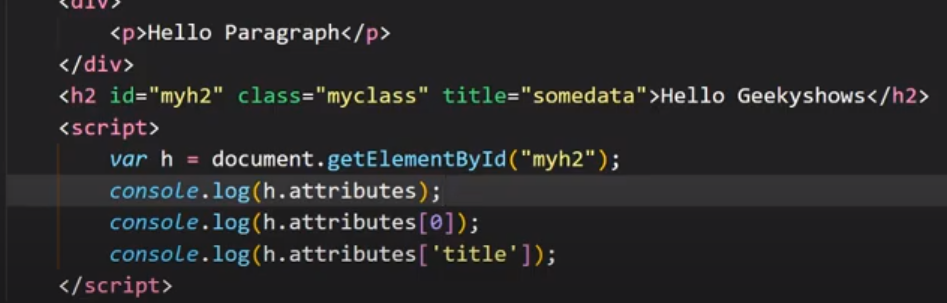 <div>
<p>Hello Paragraph</p>
</div>
<h2 id="myh2" class="myclass" title="somedata">Hello Geekyshows</h2>
<script>
var h = document.getElementById("myh2");
console.log(h.attributes);
console.log(h.attributes[0]);
console.log(h.attributes['title']);
</script>